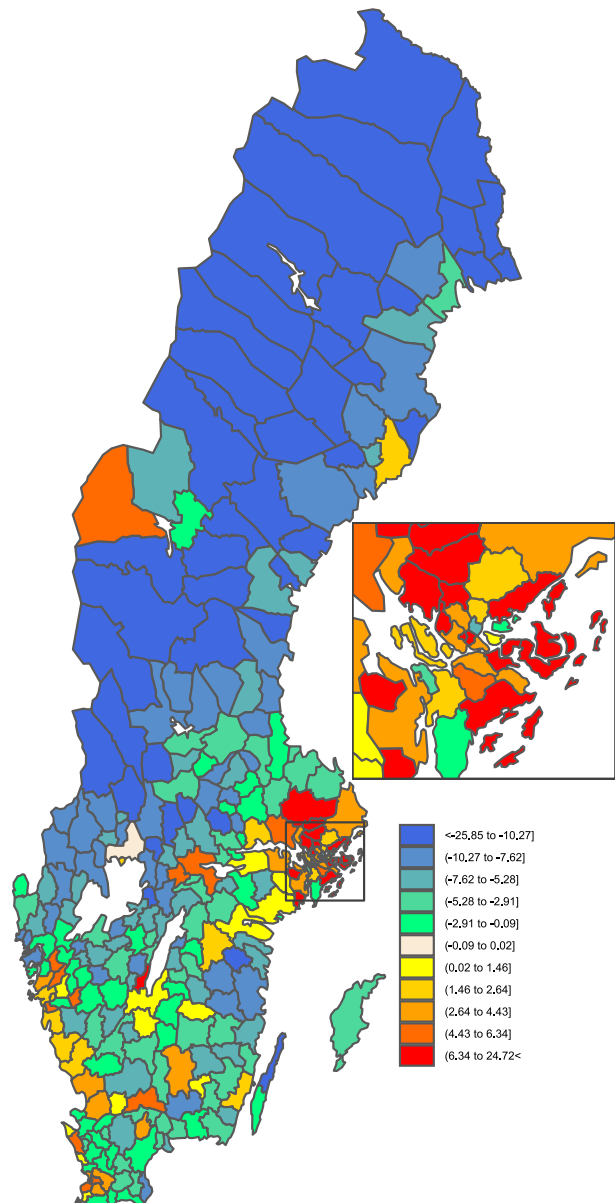 <-25.85 to -10.27]
(-10.27 to -7.62]
(-7.62 to -5.28]
(-5.28 to -2.91]
(-2.91 to -0.09]
(-0.09 to 0.02]
(0.02 to 1.46]
(1.46 to 2.64]
(2.64 to 4.43]
(4.43 to 6.34]
(6.34 to 24.72<